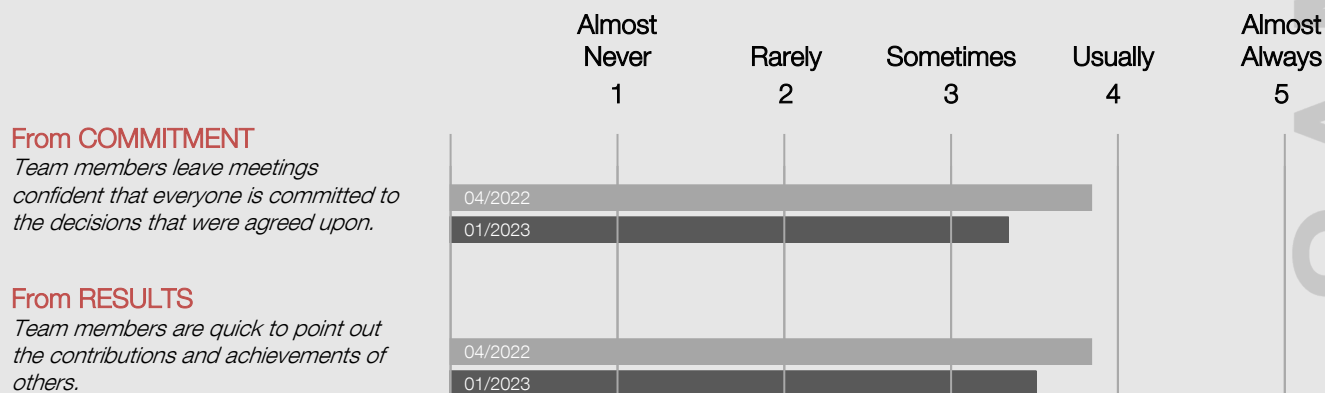 Almost Never
Rarely
Sometimes
Usually
Almost Always
1
2
3
4
5
From COMMITMENT
Team members leave meetings
confident that everyone is committed to
the decisions that were agreed upon.
04/2022
01/2023
From RESULTS
Team members are quick to point out
the contributions and achievements of
others.
04/2022
01/2023